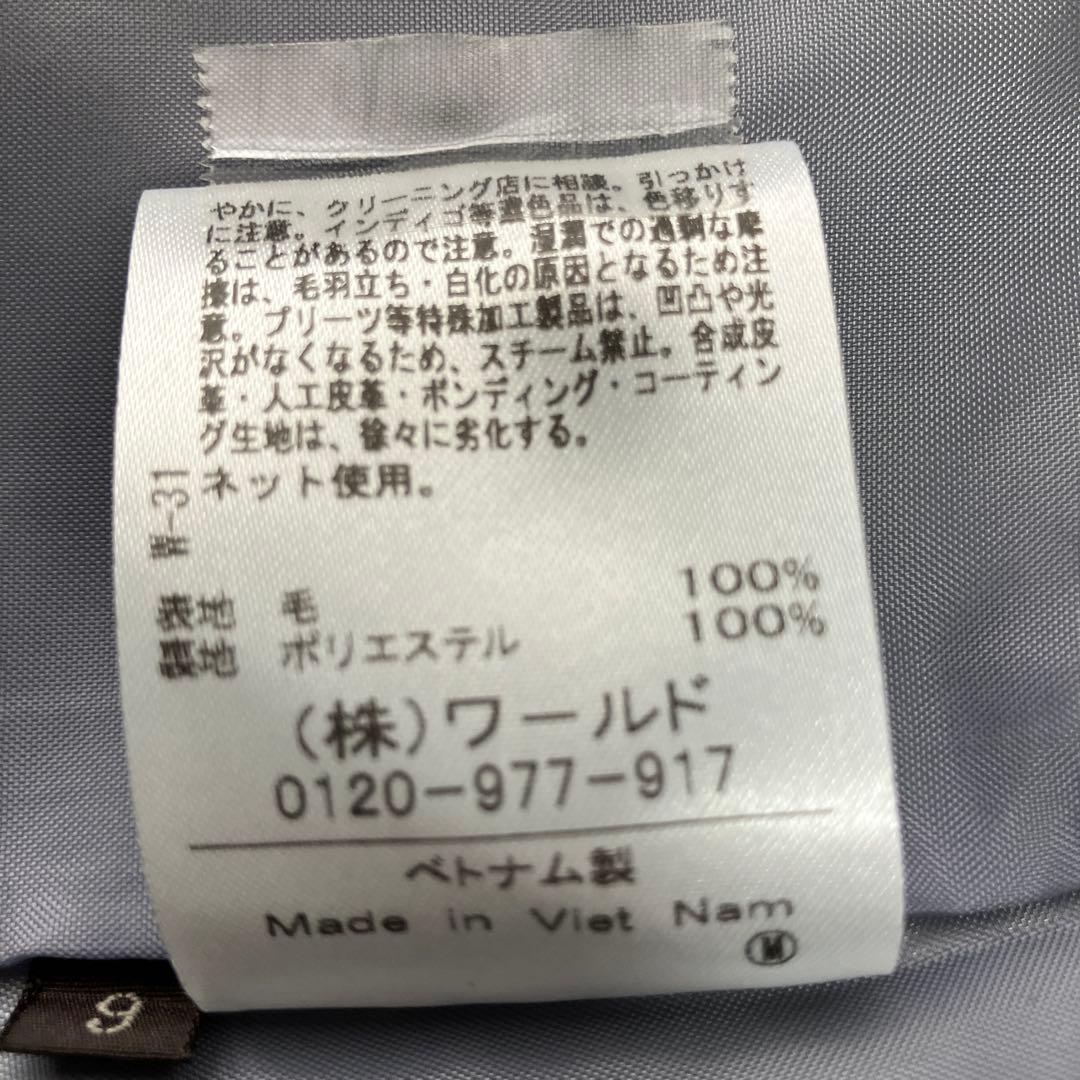 やかに、クリーニング店に相談。引っかけ
に注意。インディゴ等濃色品は、色移りす
ることがあるので注意。湿潤での過剰な摩
擦は、毛羽立ち・白化の原因となるため注
意。プリーツ等特殊加工製品は、凹凸や光
沢がなくなるため、スチーム禁止。合成皮
革・人工皮革・ボンディング・コーティン
グ生地は、徐々に劣化する。
ネット使用。
W-31
表地 毛 100%
裏地 ポリエステル 100%
(株)ワールド
0120-977-917
ベトナム製
Made in Viet Nam
M
9